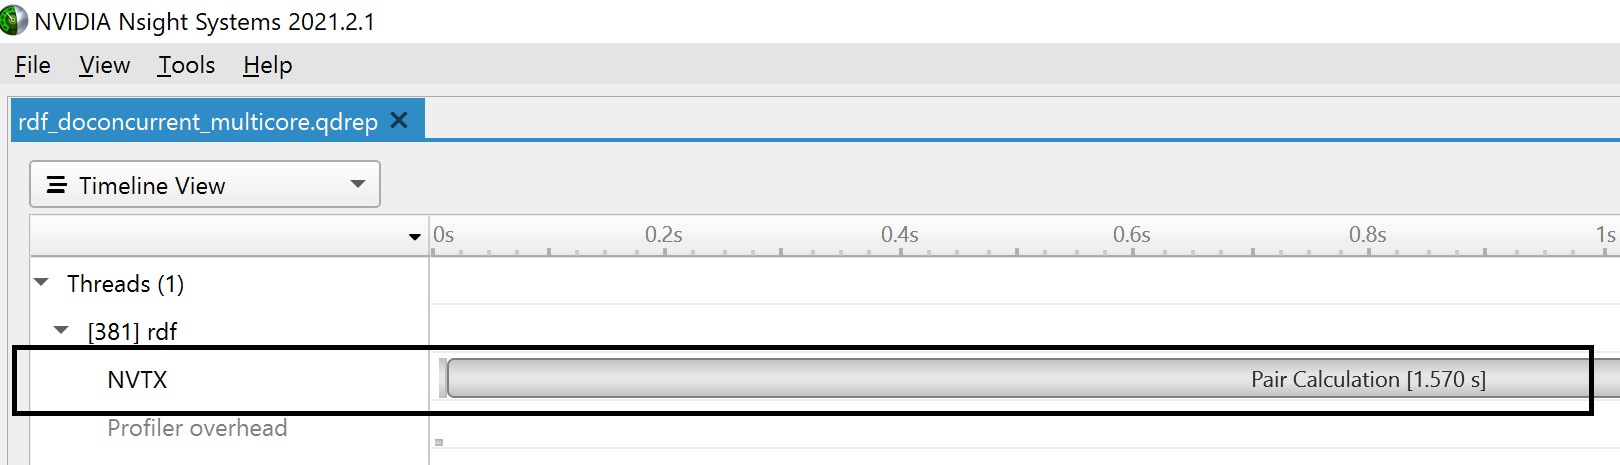 NVIDIA Nsight Systems 2021.2.1
File View Tools Help
rdf_doconcurrent_multicore.qdrep
Timeline View
0s 0.2s 0.4s 0.6s 0.8s 1s
Threads (1)
[381] rdf
NVTX Pair Calculation [1.570 s]
Profiler overhead